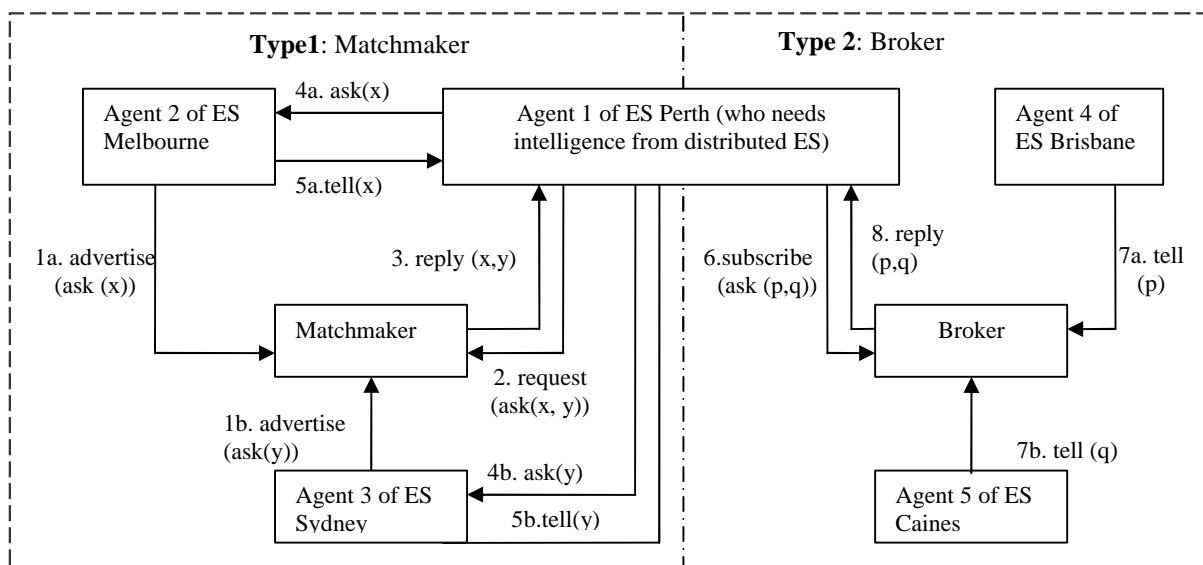 Type1: Matchmaker
Type 2: Broker
4a. ask(x)
Agent 2 of ES
Melbourne
Agent 1 of ES Perth (who needs
intelligence from distributed ES)
Agent 4 of
ES Brisbane
5a.tell(x)
1a. advertise
(ask (x))
3. reply (x,y)
6.subscribe
(ask (p,q))
8. reply
(p,q)
7a. tell
(p)
Matchmaker
Broker
2. request
(ask(x, y))
1b. advertise
(ask(y))
4b. ask(y)
7b. tell (q)
Agent 3 of ES
Sydney
5b.tell(y)
Agent 5 of ES
Caines